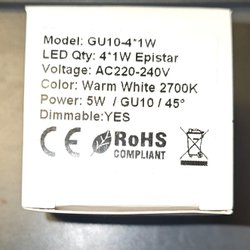 Model: GU10-4*1W
LED Qty: 4*1W Epistar
Voltage: AC220-240V
Color: Warm White 2700K
Power: 5W / GU10 / 45°
Dimmable:YES
CE RoHS
COMPLIANT